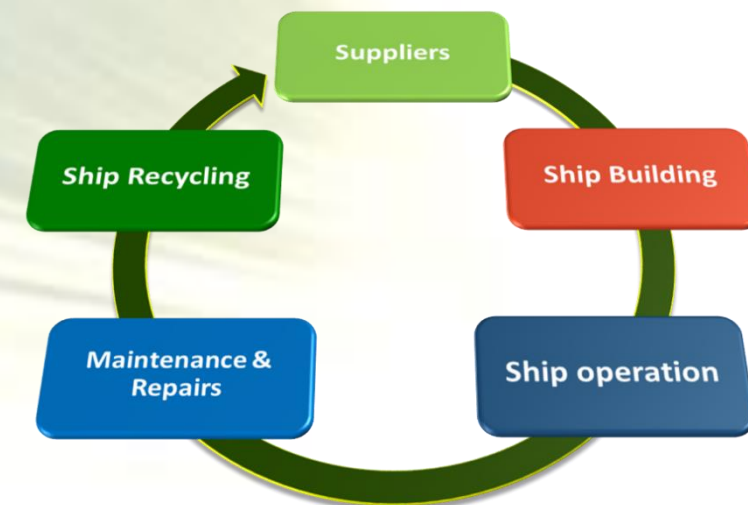 Suppliers
Ship Building
Ship operation
Maintenance &
Repairs
Ship Recycling